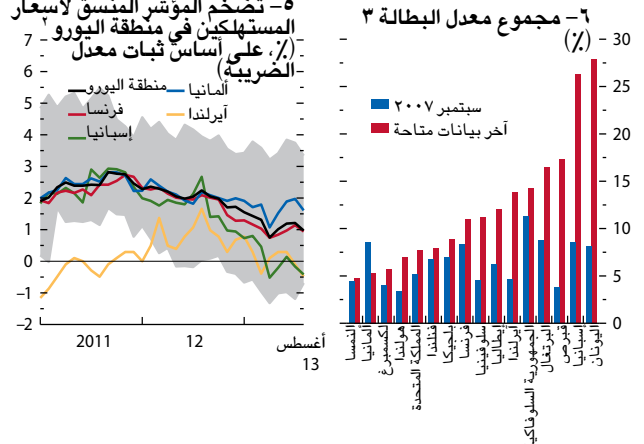 ٥– تضخم المؤشر المنسق لأسعار
المستهلكين في منطقة اليورو ٢
(٪، على أساس ثبات معدل
الضريبة)
7
6
5
4
3
2
1
0
–1
–2
منطقة اليورو
ألمانيا
فرنسا
آيرلندا
إسبانيا
2011
12
أغسطس
13
٦– مجموع معدل البطالة ٣
(٪)
30
25
20
15
10
5
0
سبتمبر ٢٠٠٧
آخر بيانات متاحة
النمسا
ألمانيا
لكسمبرغ
هولندا
المملكة المتحدة
فنلندا
بلجيكا
فرنسا
سلوفينيا
إيطاليا
آيرلندا
الجمهورية السلوفاكية
البرتغال
قبرص
إسبانيا
اليونان